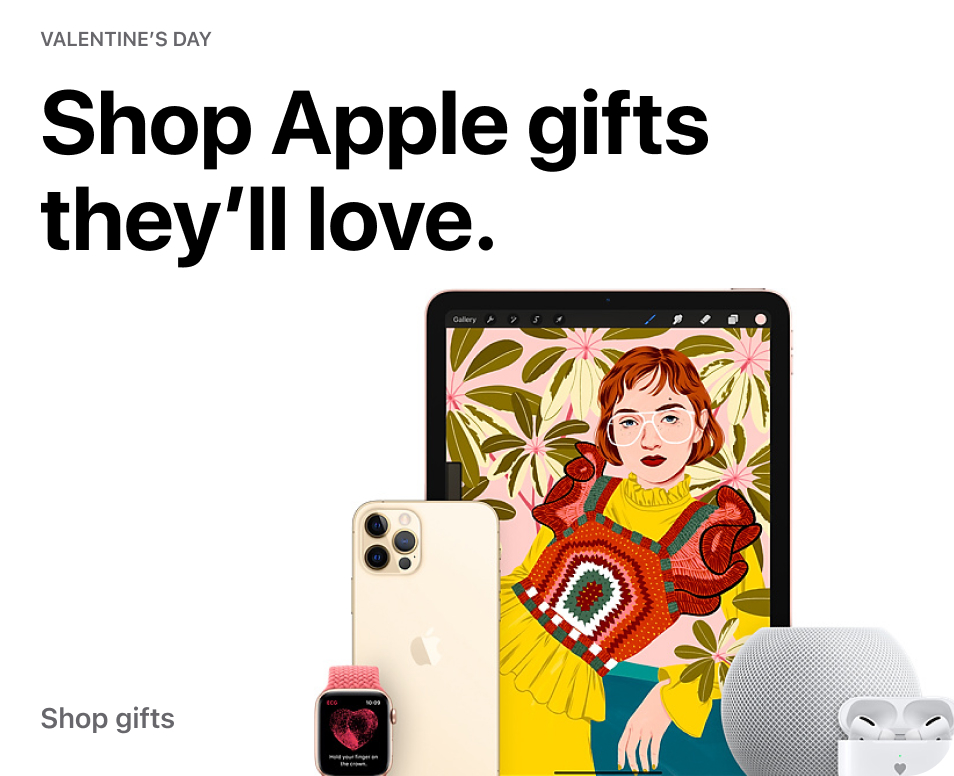 VALENTINE’S DAY
Shop Apple gifts
they’ll love.
Gallery
ECG 10:09
Hold your finger on
the crown.
Shop gifts